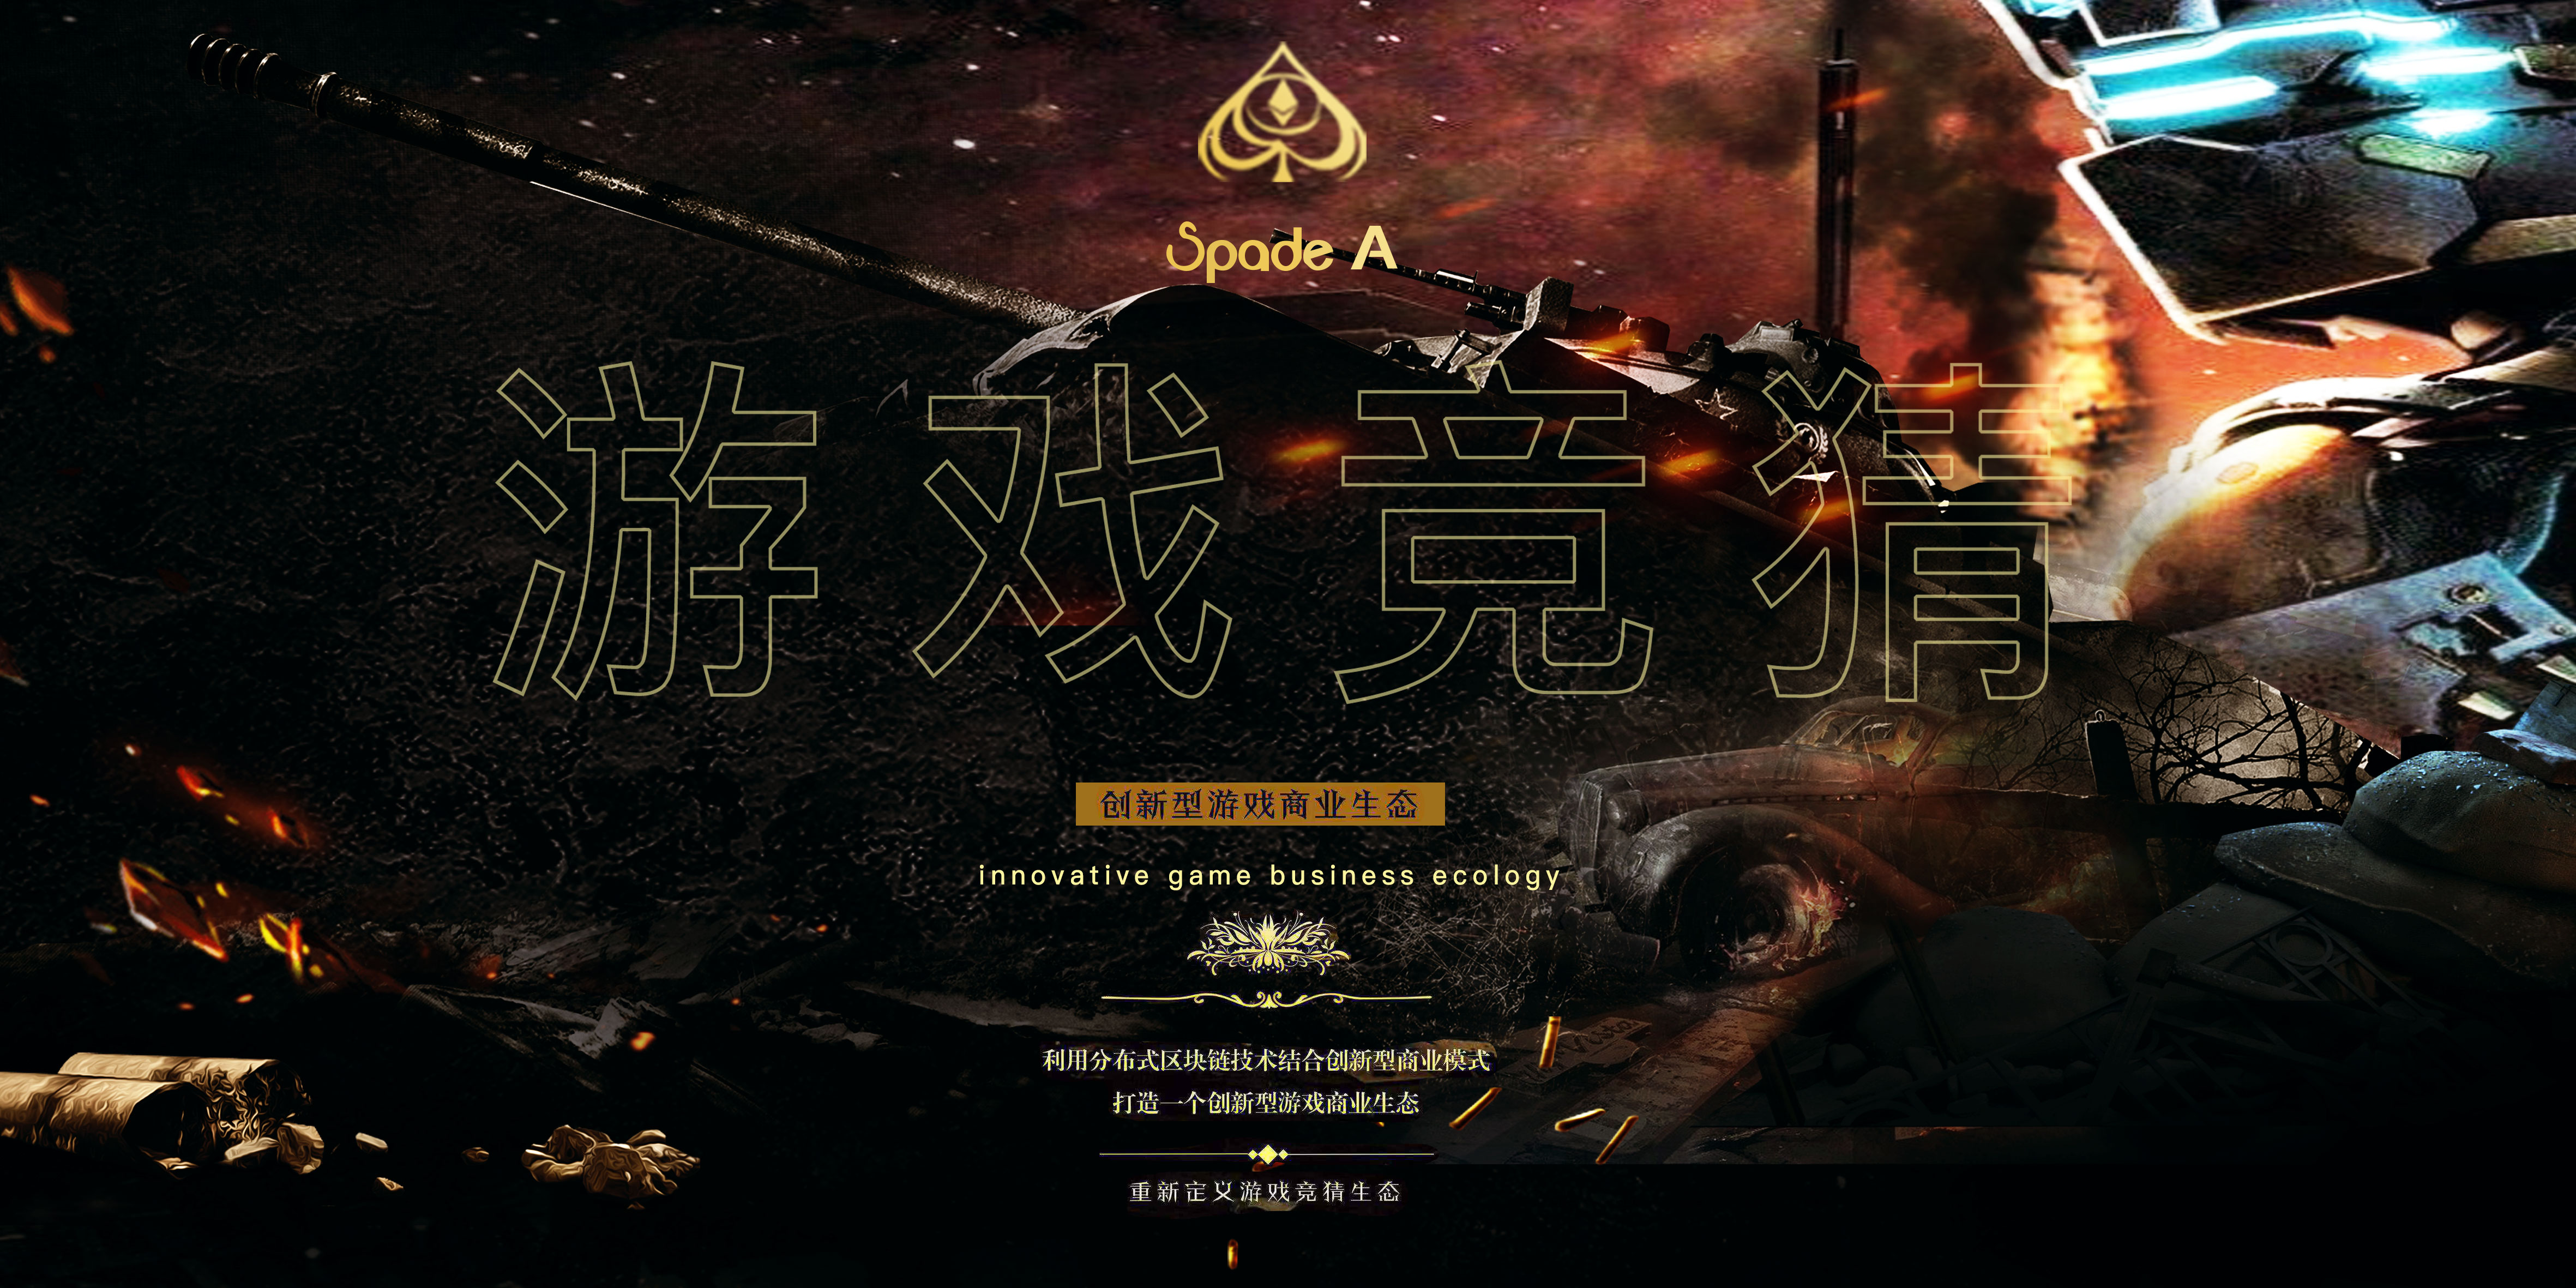 Spade A
游戏竞猜
创新型游戏商业生态
innovative game business ecology
利用分布式区块链技术结合创新型商业模式
打造一个创新型游戏商业生态
重新定义游戏竞猜生态